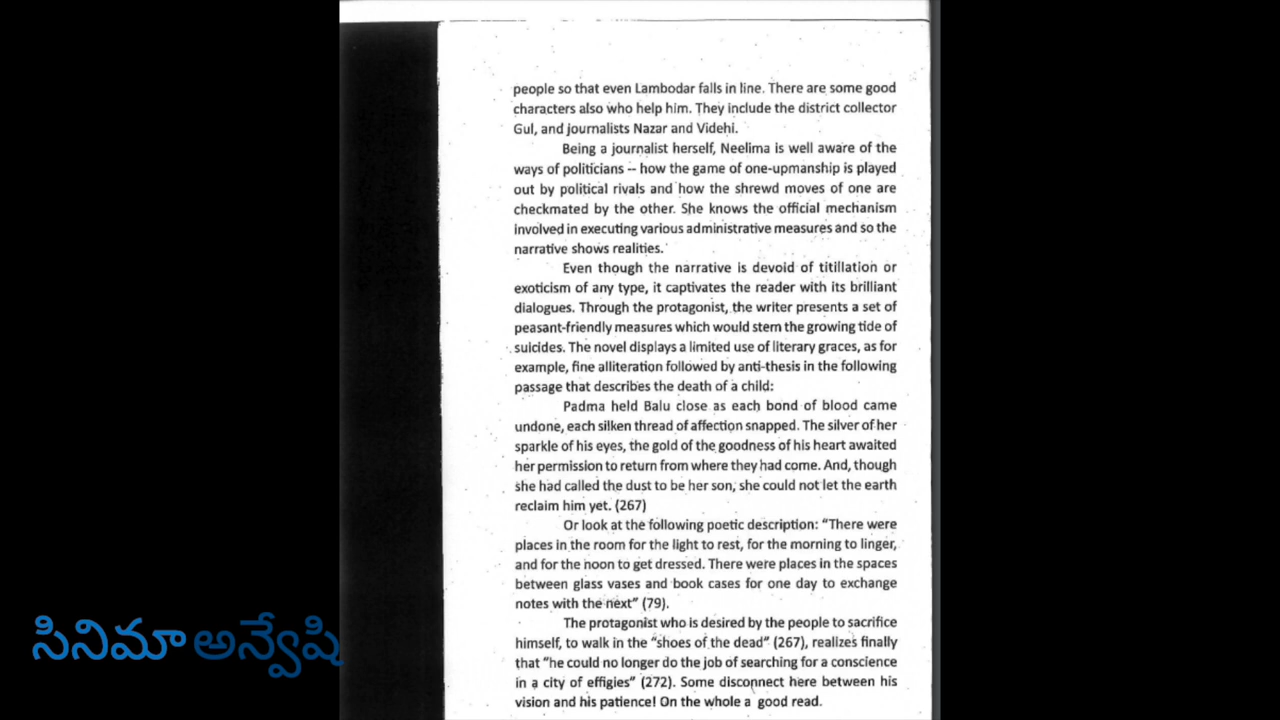 people so that even Lambodar falls in line. There are some good
characters also who help him. They include the district collector
Gul, and journalists Nazar and Videhi.
Being a journalist herself, Neelima is well aware of the
ways of politicians -- how the game of one-upmanship is played
out by political rivals and how the shrewd moves of one are
checkmated by the other. She knows the official mechanism
involved in executing various administrative measures and so the
narrative shows realities.
Even though the narrative is devoid of titillation or
exoticism of any type, it captivates the reader with its brilliant
dialogues. Through the protagonist, the writer presents a set of
peasant-friendly measures which would stem the growing tide of
suicides. The novel displays a limited use of literary graces, as for
example, fine alliteration followed by anti-thesis in the following
passage that describes the death of a child:
Padma held Balu close as each bond of blood came
undone, each silken thread of affection snapped. The silver of her
sparkle of his eyes, the gold of the goodness of his heart awaited
her permission to return from where they had come. And, though
she had called the dust to be her son, she could not let the earth
reclaim him yet. (267)
Or look at the following poetic description: "There were
places in the room for the light to rest, for the morning to linger,
and for the noon to get dressed. There were places in the spaces
between glass vases and book cases for one day to exchange
notes with the next" (79).
The protagonist who is desired by the people to sacrifice
himself, to walk in the "shoes of the dead" (267), realizes finally
that "he could no longer do the job of searching for a conscience
in a city of effigies" (272). Some disconnect here between his
vision and his patience! On the whole a good read.
సినిమా అన్వేషి